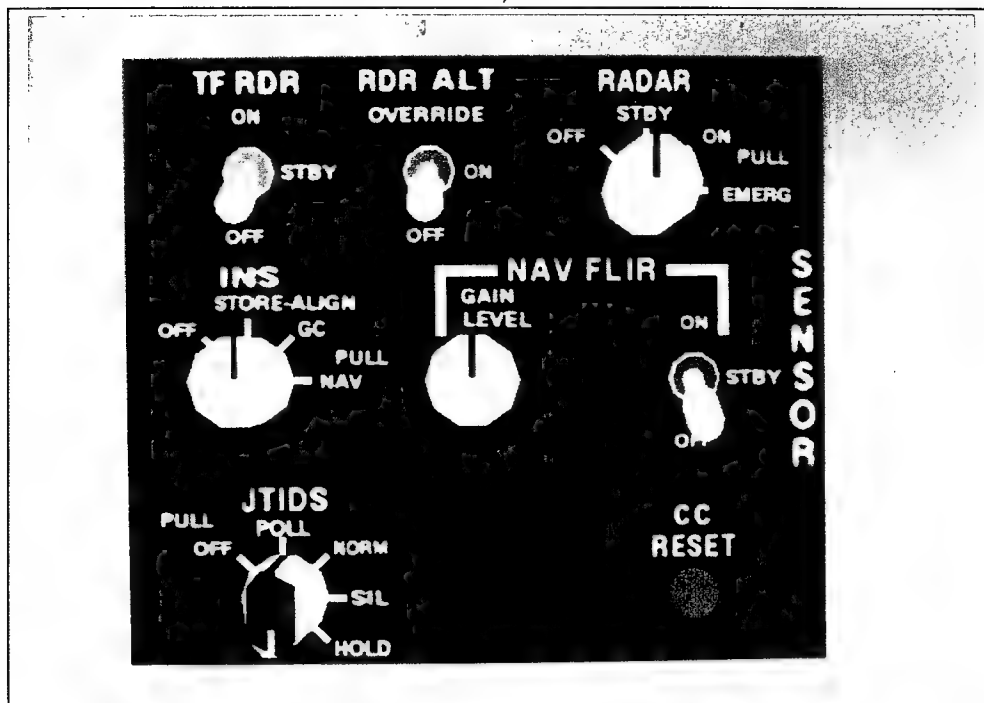 TF RDR
ON
STBY
OFF
RDR ALT
OVERRIDE
ON
OFF
RADAR
STBY
OFF
ON
PULL
EMERG
INS
STORE-ALIGN
OFF
GC
PULL
NAV
NAV FLIR
GAIN
LEVEL
ON
STBY
OFF
SENSOR
JTIDS
PULL
POLL
OFF
NORM
SIL
HOLD
CC
RESET